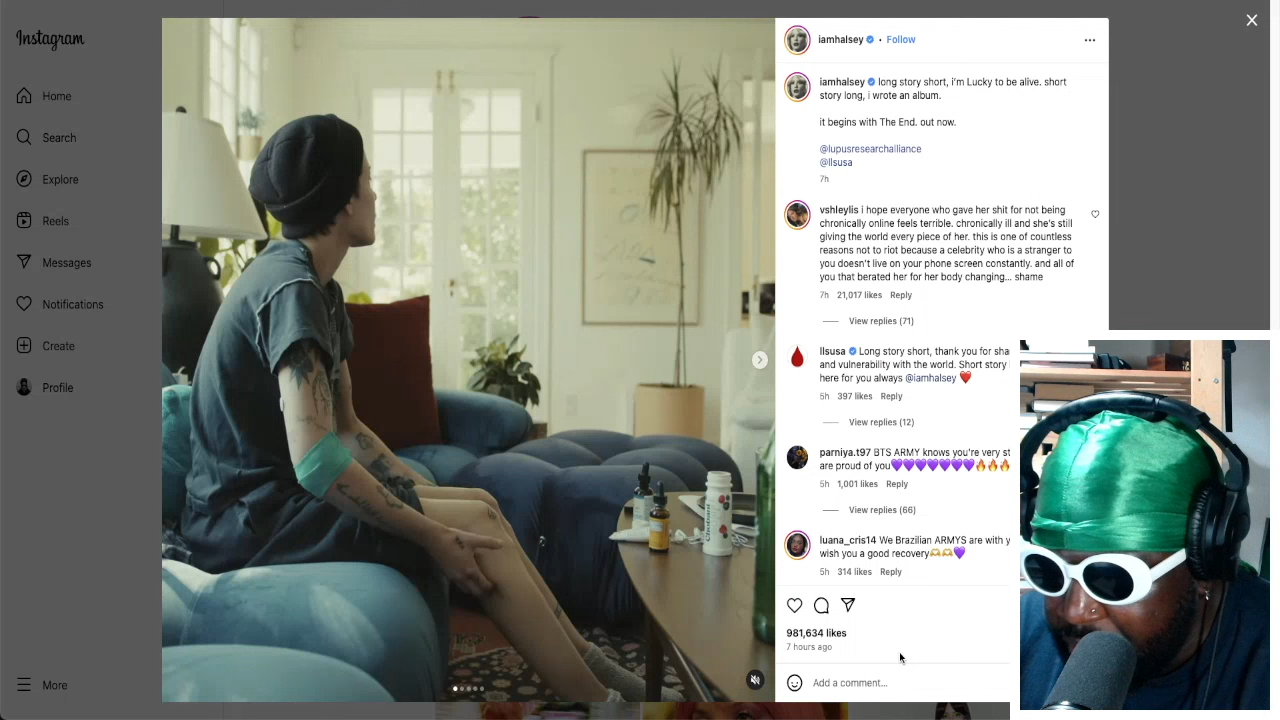 Instagram
Home
Search
Explore
Reels
Messages
Notifications
Create
Profile
More
iamhalsey • Follow
iamhalsey long story short, i'm Lucky to be alive. short
story long, i wrote an album.
it begins with The End. out now.
@lupusresearchalliance
@llsusa
7h
vshleylis i hope everyone who gave her shit for not being
chronically online feels terrible. chronically ill and she's still
giving the world every piece of her. this is one of countless
reasons not to riot because a celebrity who is a stranger to
you doesn't live on your phone screen constantly. and all of
you that berated her for her body changing... shame
7h 21,017 likes Reply
View replies (71)
llsusa Long story short, thank you for sha
and vulnerability with the world. Short story
here for you always @iamhalsey ❤️
5h 397 likes Reply
View replies (12)
parniya.t97 BTS ARMY knows you're very st
are proud of you💜💜💜💜💜💜💜🔥🔥🔥
5h 1,001 likes Reply
View replies (66)
luana_cris14 We Brazilian ARMYS are with y
wish you a good recovery🫶🫶💜
5h 314 likes Reply
981,634 likes
7 hours ago
Add a comment...
Chobani